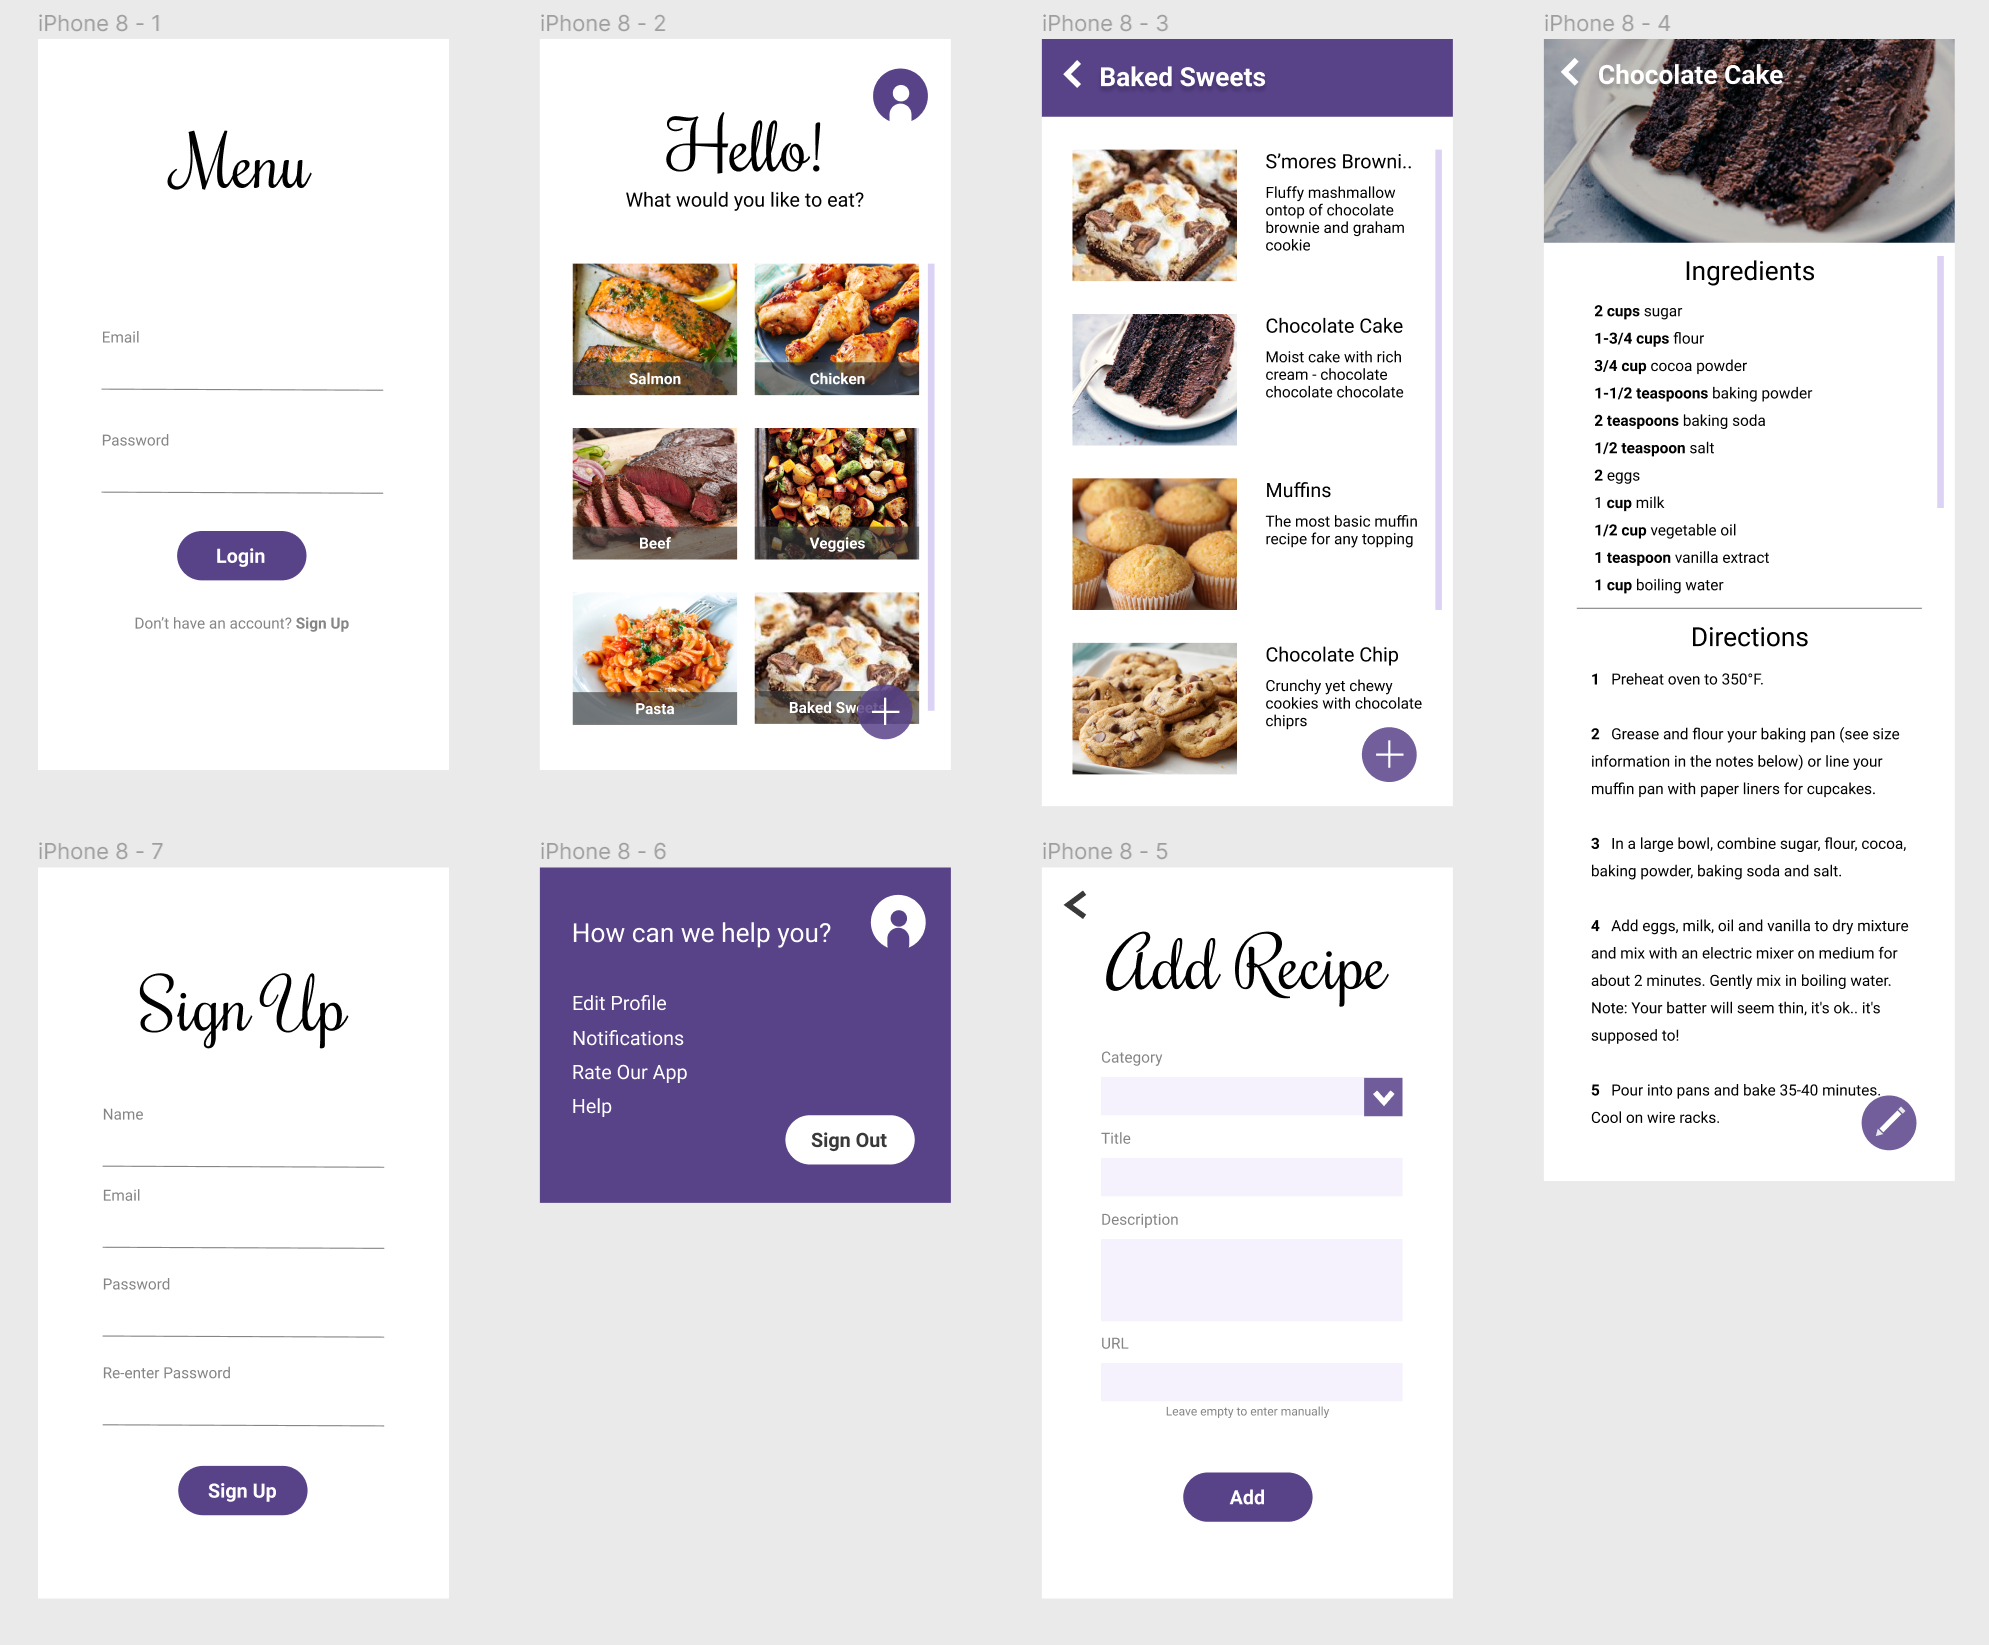 iPhone 8 - 1
Menu
Email
Password
Login
Don't have an account? Sign Up
iPhone 8 - 2
Hello!
What would you like to eat?
Salmon
Chicken
Beef
Veggies
Pasta
Baked Sweets
iPhone 8 - 3
Baked Sweets
S'mores Browni..
Fluffy mashmallow
ontop of chocolate
brownie and graham
cookie
Chocolate Cake
Moist cake with rich
cream - chocolate
chocolate chocolate
Muffins
The most basic muffin
recipe for any topping
Chocolate Chip
Crunchy yet chewy
cookies with chocolate
chiprs
iPhone 8 - 4
Chocolate Cake
Ingredients
2 cups sugar
1-3/4 cups flour
3/4 cup cocoa powder
1-1/2 teaspoons baking powder
2 teaspoons baking soda
1/2 teaspoon salt
2 eggs
1 cup milk
1/2 cup vegetable oil
1 teaspoon vanilla extract
1 cup boiling water
Directions
1 Preheat oven to 350°F.
2 Grease and flour your baking pan (see size
information in the notes below) or line your
muffin pan with paper liners for cupcakes.
3 In a large bowl, combine sugar, flour, cocoa,
baking powder, baking soda and salt.
4 Add eggs, milk, oil and vanilla to dry mixture
and mix with an electric mixer on medium for
about 2 minutes. Gently mix in boiling water.
Note: Your batter will seem thin, it's ok.. it's
supposed to!
5 Pour into pans and bake 35-40 minutes.
Cool on wire racks.
iPhone 8 - 7
Sign Up
Name
Email
Password
Re-enter Password
Sign Up
iPhone 8 - 6
How can we help you?
Edit Profile
Notifications
Rate Our App
Help
Sign Out
iPhone 8 - 5
Add Recipe
Category
Title
Description
URL
Leave empty to enter manually
Add